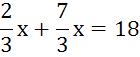 2/3 x + 7/3 x = 18